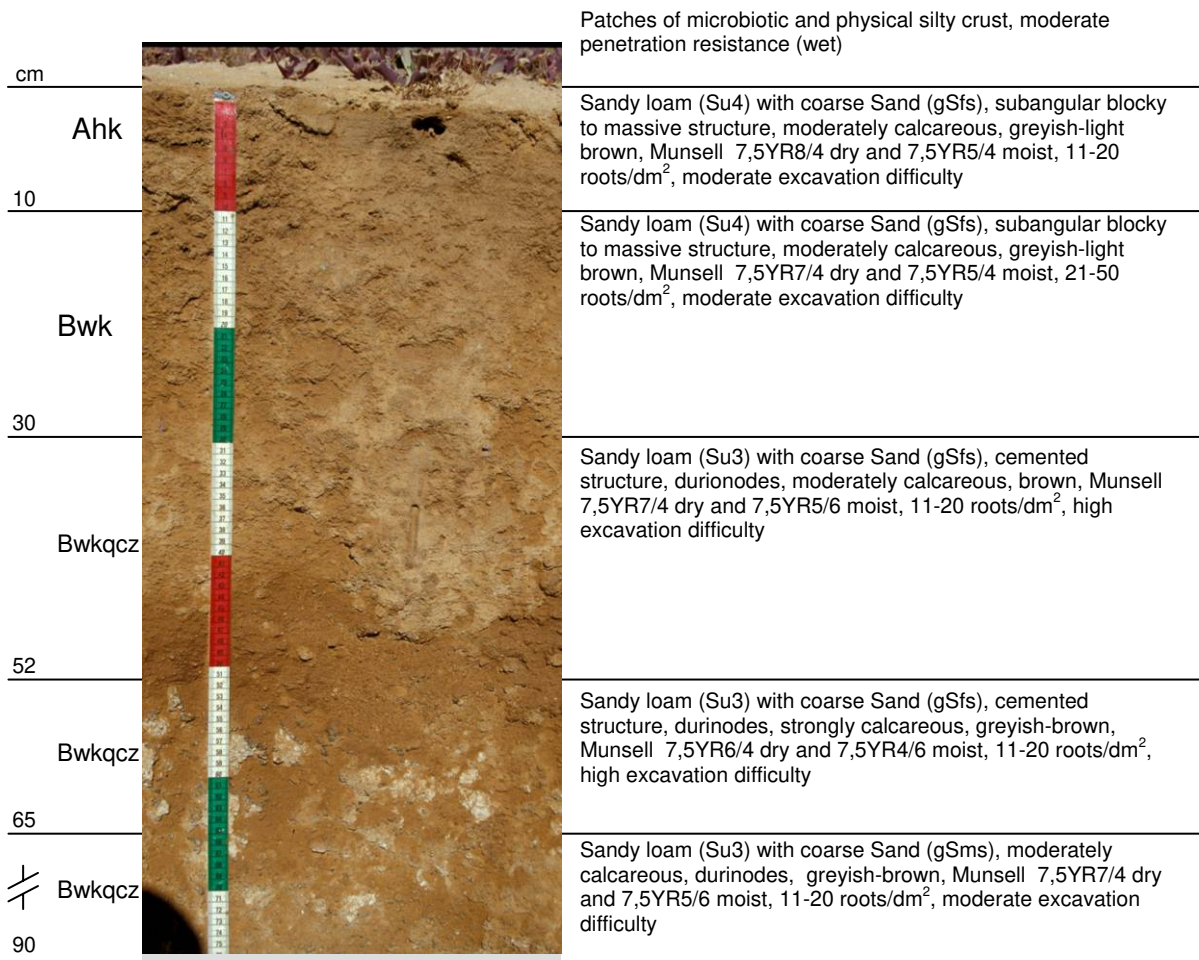 Patches of microbiotic and physical silty crust, moderate
penetration resistance (wet)
cm
Ahk
Sandy loam (Su4) with coarse Sand (gSfs), subangular blocky
to massive structure, moderately calcareous, greyish-light
brown, Munsell 7,5YR8/4 dry and 7,5YR5/4 moist, 11-20
roots/dm², moderate excavation difficulty
10
Bwk
Sandy loam (Su4) with coarse Sand (gSfs), subangular blocky
to massive structure, moderately calcareous, greyish-light
brown, Munsell 7,5YR7/4 dry and 7,5YR5/4 moist, 21-50
roots/dm², moderate excavation difficulty
30
Bwkqcz
Sandy loam (Su3) with coarse Sand (gSfs), cemented
structure, durionodes, moderately calcareous, brown, Munsell
7,5YR7/4 dry and 7,5YR5/6 moist, 11-20 roots/dm², high
excavation difficulty
52
Bwkqcz
Sandy loam (Su3) with coarse Sand (gSfs), cemented
structure, durinodes, strongly calcareous, greyish-brown,
Munsell 7,5YR6/4 dry and 7,5YR4/6 moist, 11-20 roots/dm²,
high excavation difficulty
65
Bwkqcz
Sandy loam (Su3) with coarse Sand (gSms), moderately
calcareous, durinodes, greyish-brown, Munsell 7,5YR7/4 dry
and 7,5YR5/6 moist, 11-20 roots/dm², moderate excavation
difficulty
90